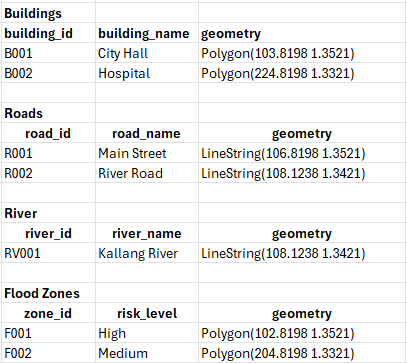 Buildings
building_id building_name geometry
B001 City Hall Polygon(103.8198 1.3521)
B002 Hospital Polygon(224.8198 1.3321)
Roads
road_id road_name geometry
R001 Main Street LineString(106.8198 1.3521)
R002 River Road LineString(108.1238 1.3421)
River
river_id river_name geometry
RV001 Kallang River LineString(108.1238 1.3421)
Flood Zones
zone_id risk_level geometry
F001 High Polygon(102.8198 1.3521)
F002 Medium Polygon(204.8198 1.3321)